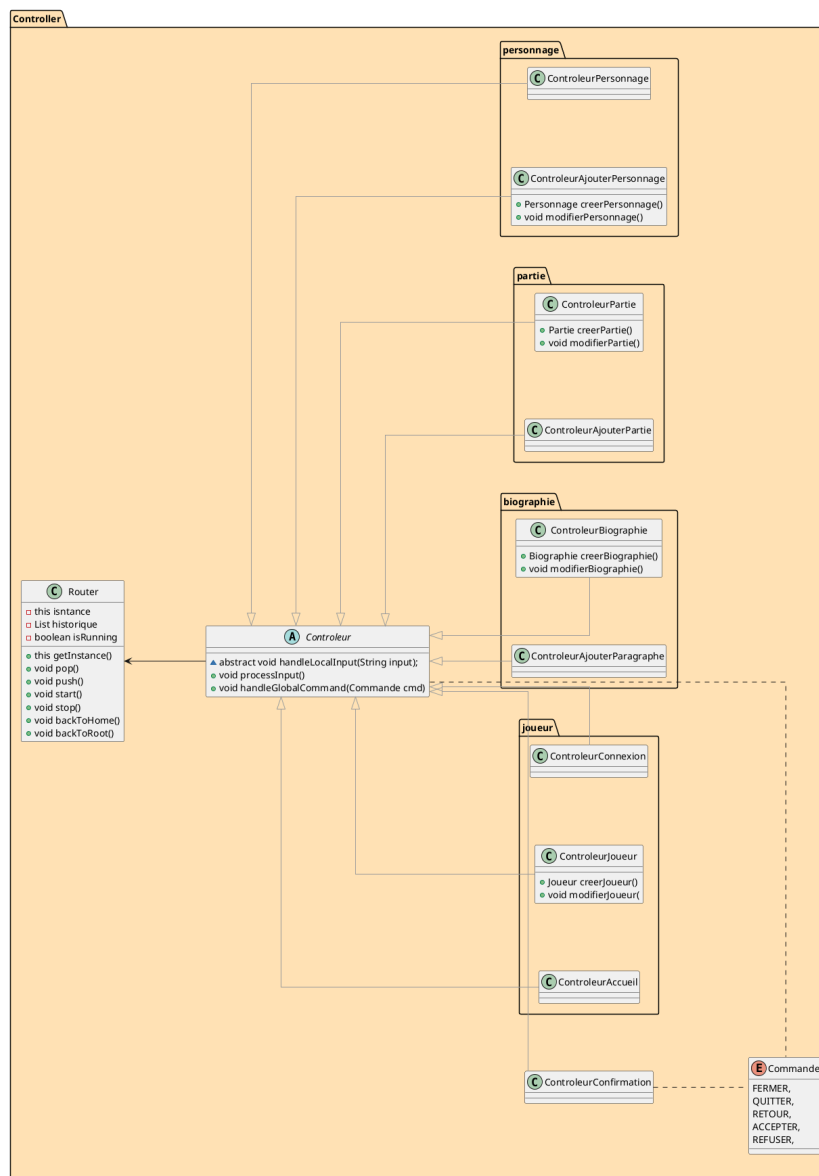 Controller
personnage
C ControleurPersonnage
C ControleurAjouterPersonnage
Personnage creerPersonnage()
void modifierPersonnage()
partie
C ControleurPartie
Partie creerPartie()
void modifierPartie()
C ControleurAjouterPartie
biographie
C ControleurBiographie
Biographie creerBiographie()
void modifierBiographie()
C ControleurAjouterParagraphe
C Router
this isntance
List historique
boolean isRunning
this getInstance()
void pop()
void push()
void start()
void stop()
void backToHome()
void backToRoot()
A Controleur
abstract void handleLocalInput(String input);
void processInput()
void handleGlobalCommand(Commande cmd)
joueur
C ControleurConnexion
C ControleurJoueur
Joueur creerJoueur()
void modifierJoueur(
C ControleurAccueil
C ControleurConfirmation
E Commande
FERMER,
QUITTER,
RETOUR,
ACCEPTER,
REFUSER,